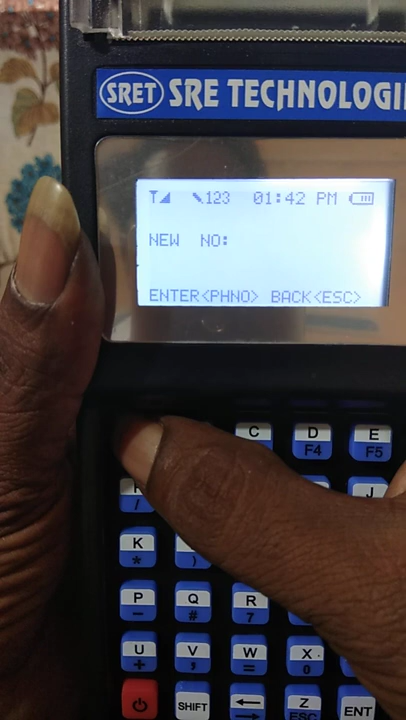 SRET SRE TECHNOLOGI
123 01:42 PM
NEW NO:
ENTER<PHNO> BACK<ESC>
C D E
F4 F5
J
/
K
* )
P Q R
- # 7
U V W X
+ , = 0
SHIFT Z ENT
ESC